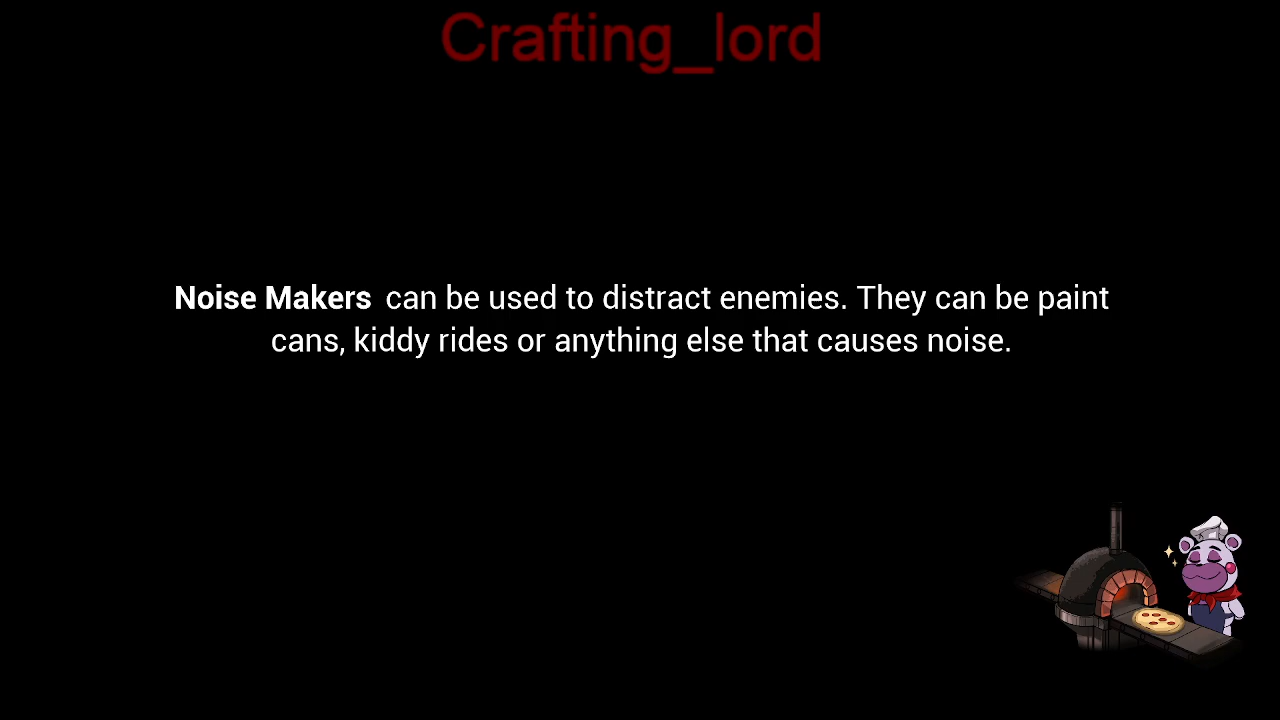 Crafting_lord
Noise Makers can be used to distract enemies. They can be paint
cans, kiddy rides or anything else that causes noise.